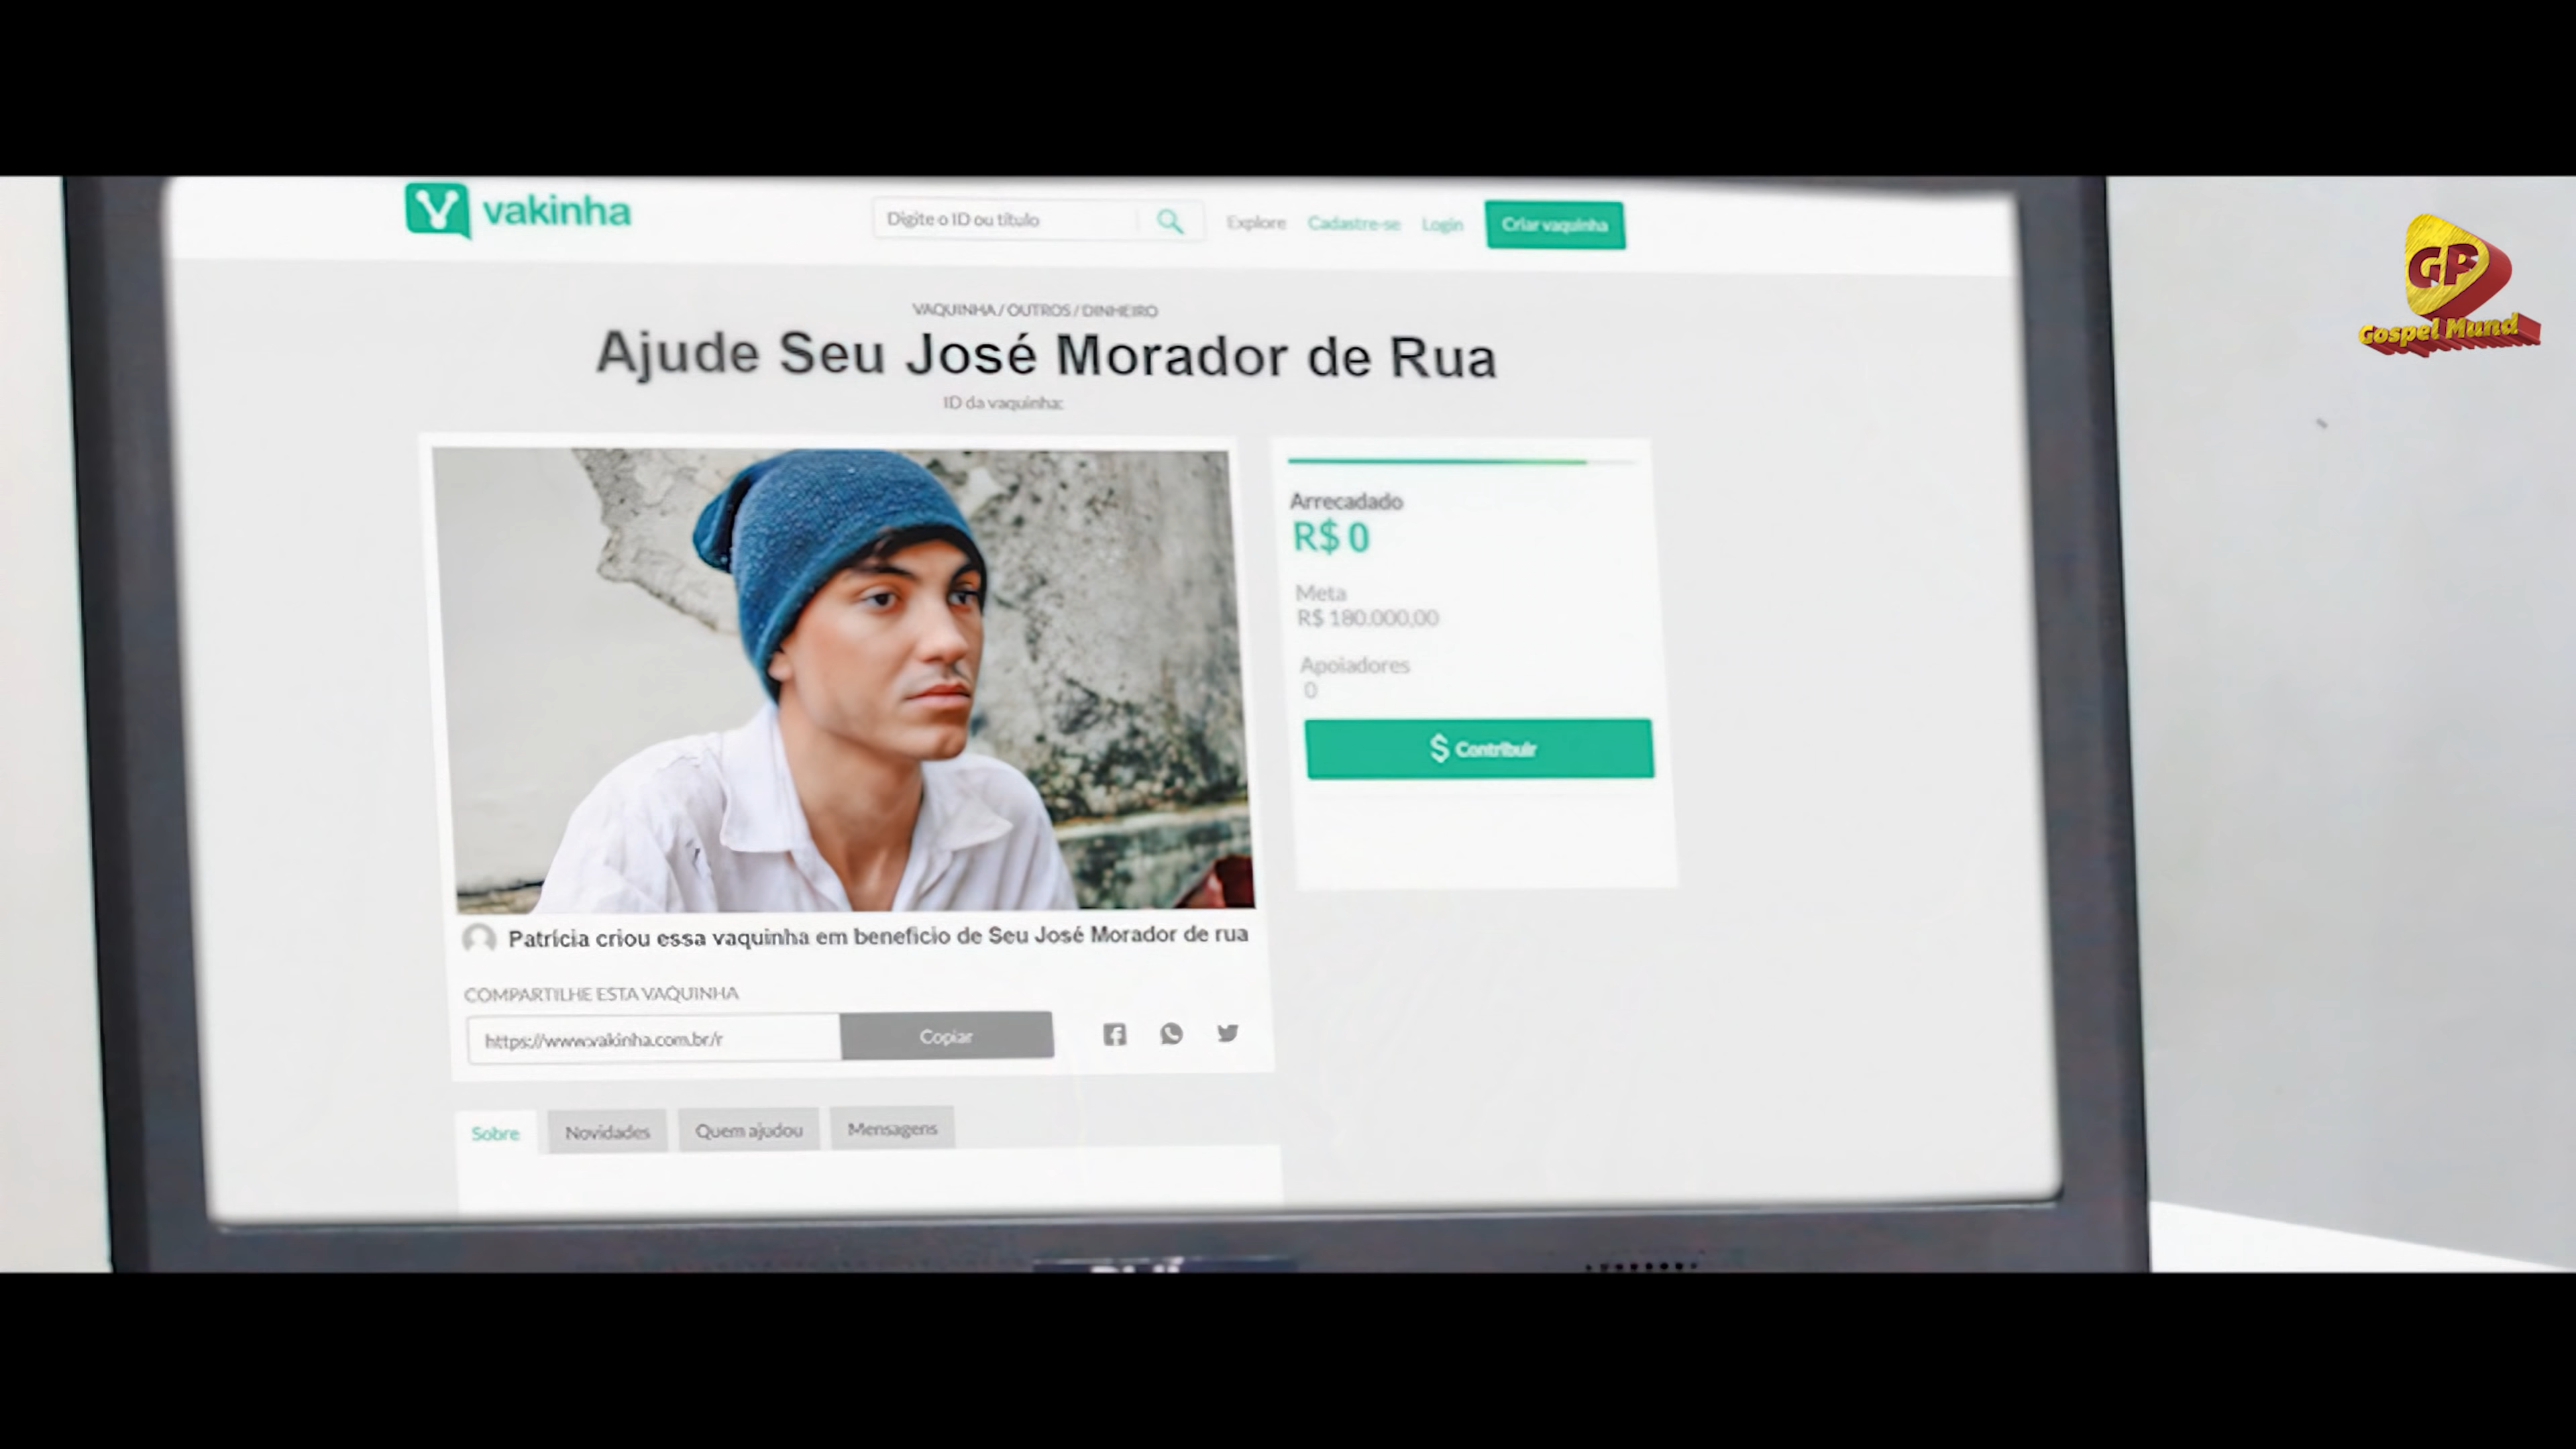 vakinha
Digite o ID ou título
Explore
Cadastre-se
Login
Criar vaquinha
GP
Gospel Mund
VAQUINHA / OUTROS / DINHEIRO
Ajude Seu José Morador de Rua
ID da vaquinha:
Arrecadado
R$ 0
Meta
R$ 180.000,00
Apoiadores
0
$ Contribuir
Patrícia criou essa vaquinha em beneficio de Seu José Morador de rua
COMPARTILHE ESTA VAQUINHA
https://www.vakinha.com.br/r
Copiar
Sobre
Novidades
Quem ajudou
Mensagens